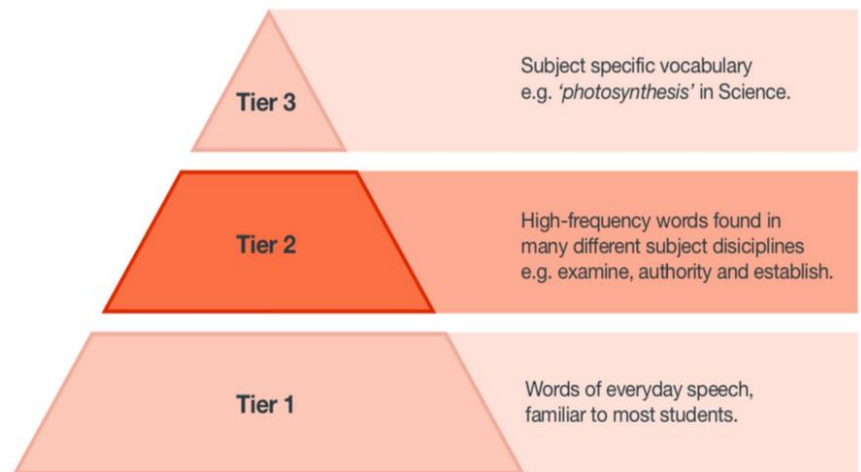 Tier 3
Subject specific vocabulary
e.g. ‘photosynthesis’ in Science.
Tier 2
High-frequency words found in
many different subject disiciplines
e.g. examine, authority and establish.
Tier 1
Words of everyday speech,
familiar to most students.